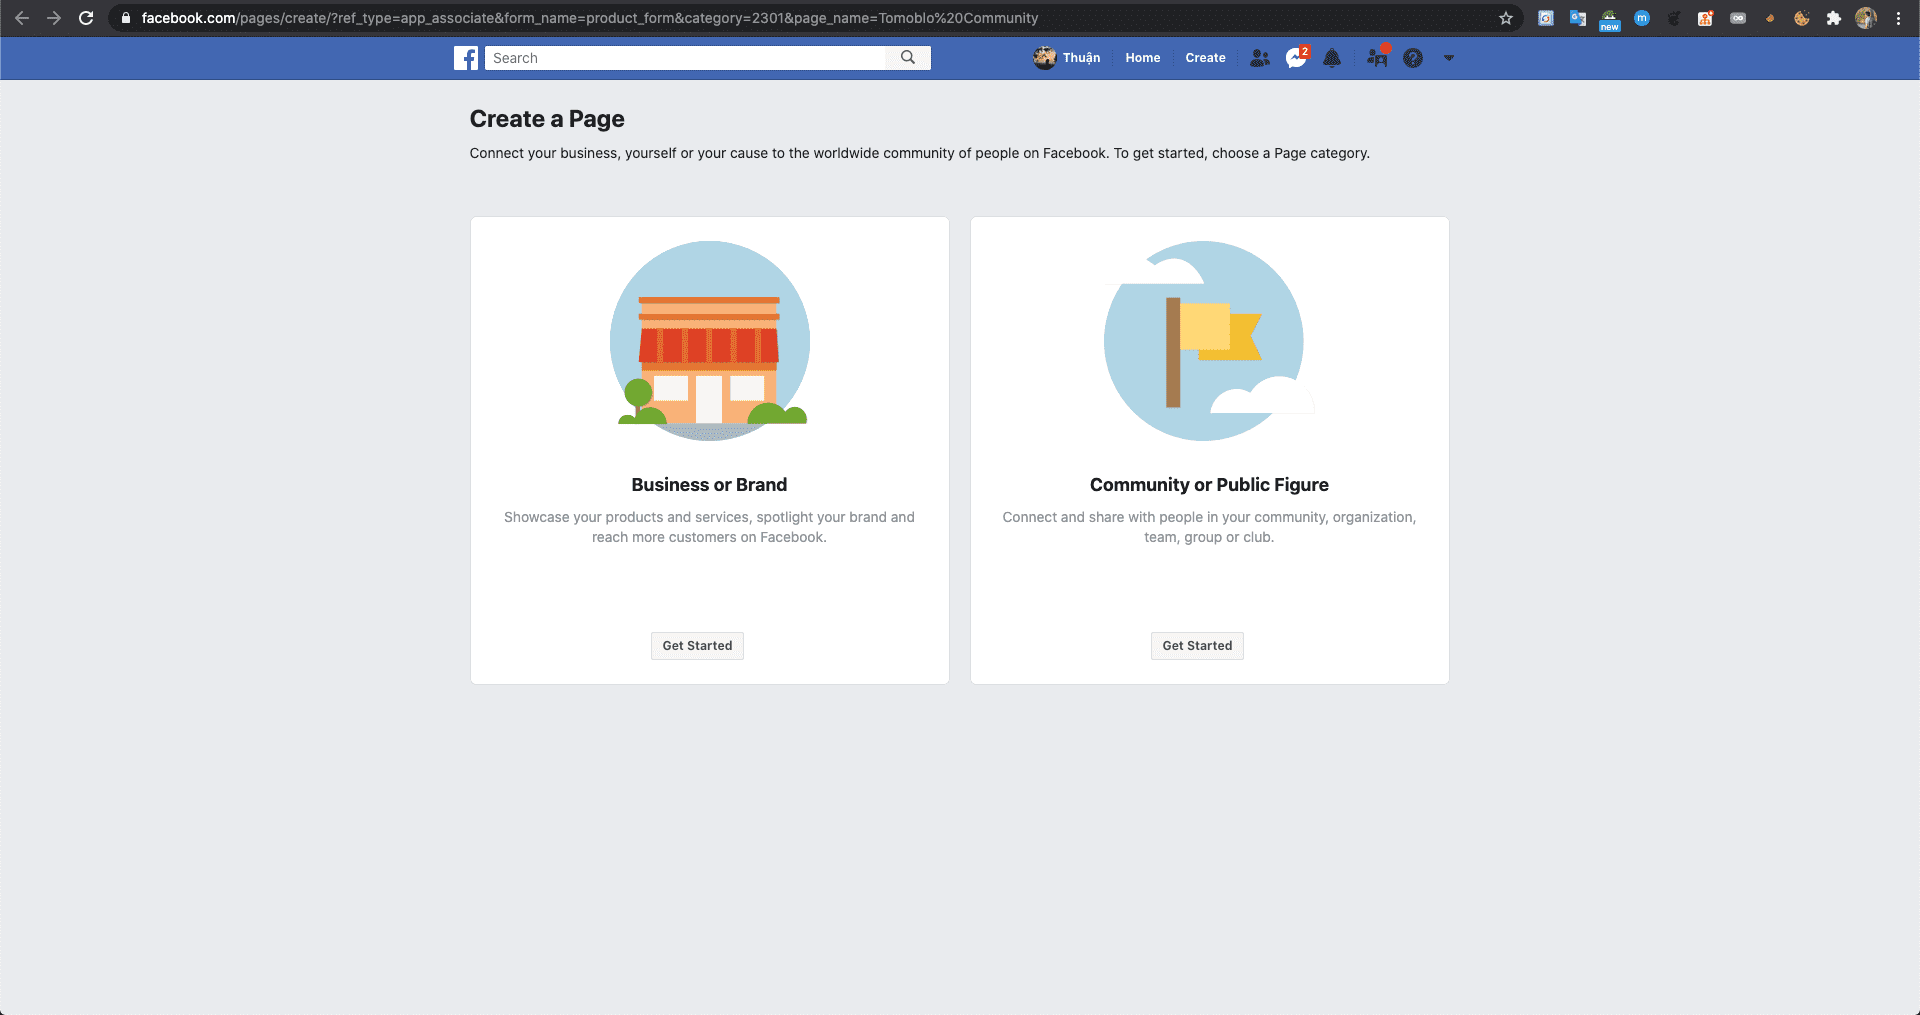 facebook.com/pages/create/?ref_type=app_associate&form_name=product_form&category=2301&page_name=Tomoblo%20Community
new
m
Search
Thuận
Home
Create
2
Create a Page
Connect your business, yourself or your cause to the worldwide community of people on Facebook. To get started, choose a Page category.
Business or Brand
Showcase your products and services, spotlight your brand and
reach more customers on Facebook.
Get Started
Community or Public Figure
Connect and share with people in your community, organization,
team, group or club.
Get Started